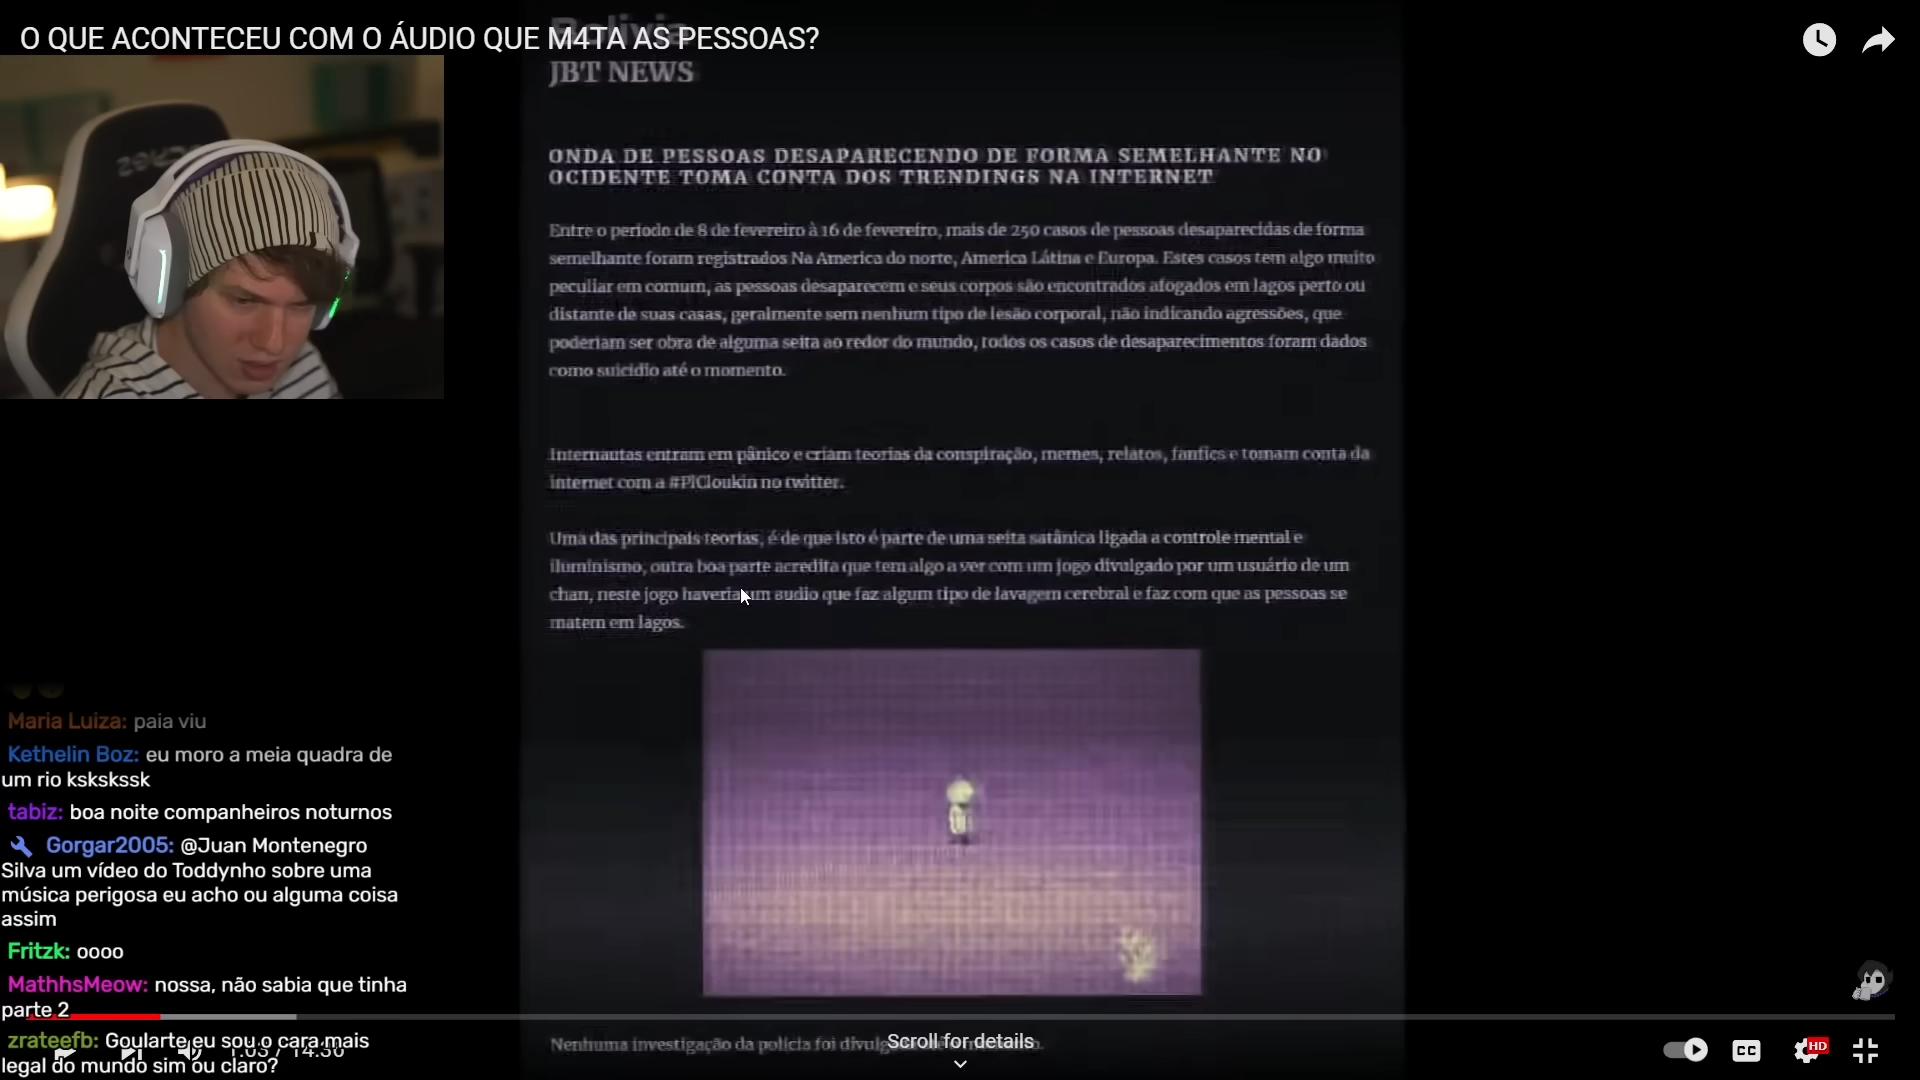 O QUE ACONTECEU COM O ÁUDIO QUE M4TA AS PESSOAS?
Bolivia
JBT NEWS
ONDA DE PESSOAS DESAPARECENDO DE FORMA SEMELHANTE NO
OCIDENTE TOMA CONTA DOS TRENDINGS NA INTERNET
Entre o período de 8 de fevereiro à 16 de fevereiro, mais de 250 casos de pessoas desaparecidas de forma
semelhante foram registrados Na America do norte, America Látina e Europa. Estes casos tem algo muito
peculiar em comum, as pessoas desaparecem e seus corpos são encontrados afogados em lagos perto ou
distante de suas casas, geralmente sem nenhum tipo de lesão corporal, não indicando agressões, que
poderiam ser obra de alguma seita ao redor do mundo, todos os casos de desaparecimentos foram dados
como suicidio até o momento.
Internautas entram em pânico e criam teorias da conspiração, memes, relatos, fanfics e tomam conta da
internet com a #PlCloukin no twitter.
Uma das principais teorias, é de que isto é parte de uma seita satânica ligada a controle mental e
iluminismo, outra boa parte acredita que tem algo a ver com um jogo divulgado por um usuário de um
chan, neste jogo haveria um audio que faz algum tipo de lavagem cerebral e faz com que as pessoas se
matem em lagos.
Maria Luiza: paia viu
Kethelin Boz: eu moro a meia quadra de
um rio ksksksk
tabiz: boa noite companheiros noturnos
Gorgar2005: @Juan Montenegro
Silva um vídeo do Toddynho sobre uma
música perigosa eu acho ou alguma coisa
assim
Fritzk: oooo
MathhsMeow: nossa, não sabia que tinha
parte 2
zrateefb: Goularte eu sou o cara mais
legal do mundo sim ou claro?
1:03 / 14:30
Nenhuma investigação da polícia foi
Scroll for details
CC
HD